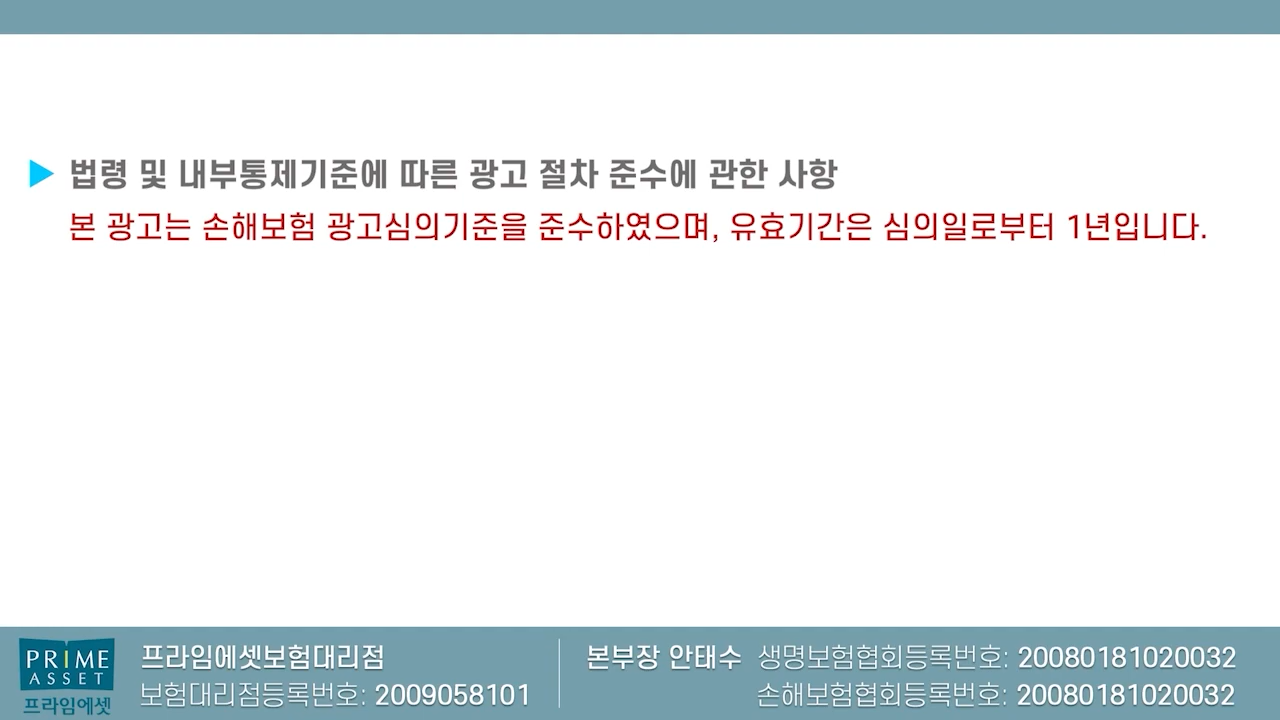 ▶ 법령 및 내부통제기준에 따른 광고 절차 준수에 관한 사항
본 광고는 손해보험 광고심의기준을 준수하였으며, 유효기간은 심의일로부터 1년입니다.
PRIME
ASSET
프라임에셋
프라임에셋보험대리점
보험대리점등록번호: 2009058101
본부장 안태수 생명보험협회등록번호: 20080181020032
손해보험협회등록번호: 20080181020032